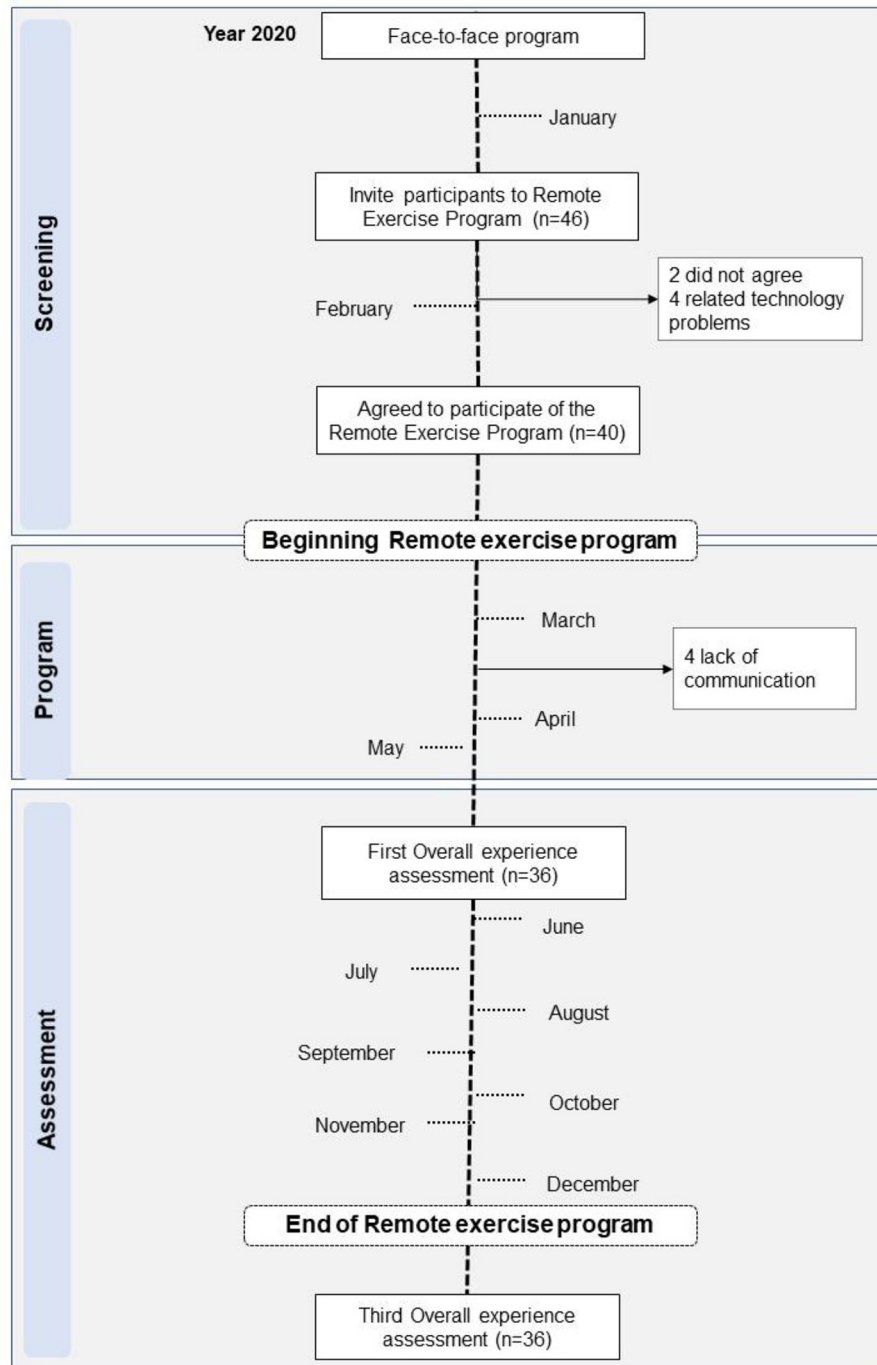 Year 2020
Face-to-face program
January
Screening
Invite participants to Remote
Exercise Program (n=46)
2 did not agree
4 related technology
problems
February
Agreed to participate of the
Remote Exercise Program (n=40)
Beginning Remote exercise program
Program
March
4 lack of
communication
April
May
Assessment
First Overall experience
assessment (n=36)
June
July
August
September
October
November
December
End of Remote exercise program
Third Overall experience
assessment (n=36)